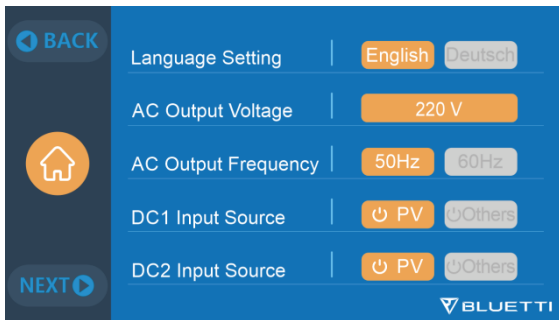 BACK
Language Setting English Deutsch
AC Output Voltage 220 V
AC Output Frequency 50Hz 60Hz
DC1 Input Source PV Others
DC2 Input Source PV Others
NEXT
BLUETTI